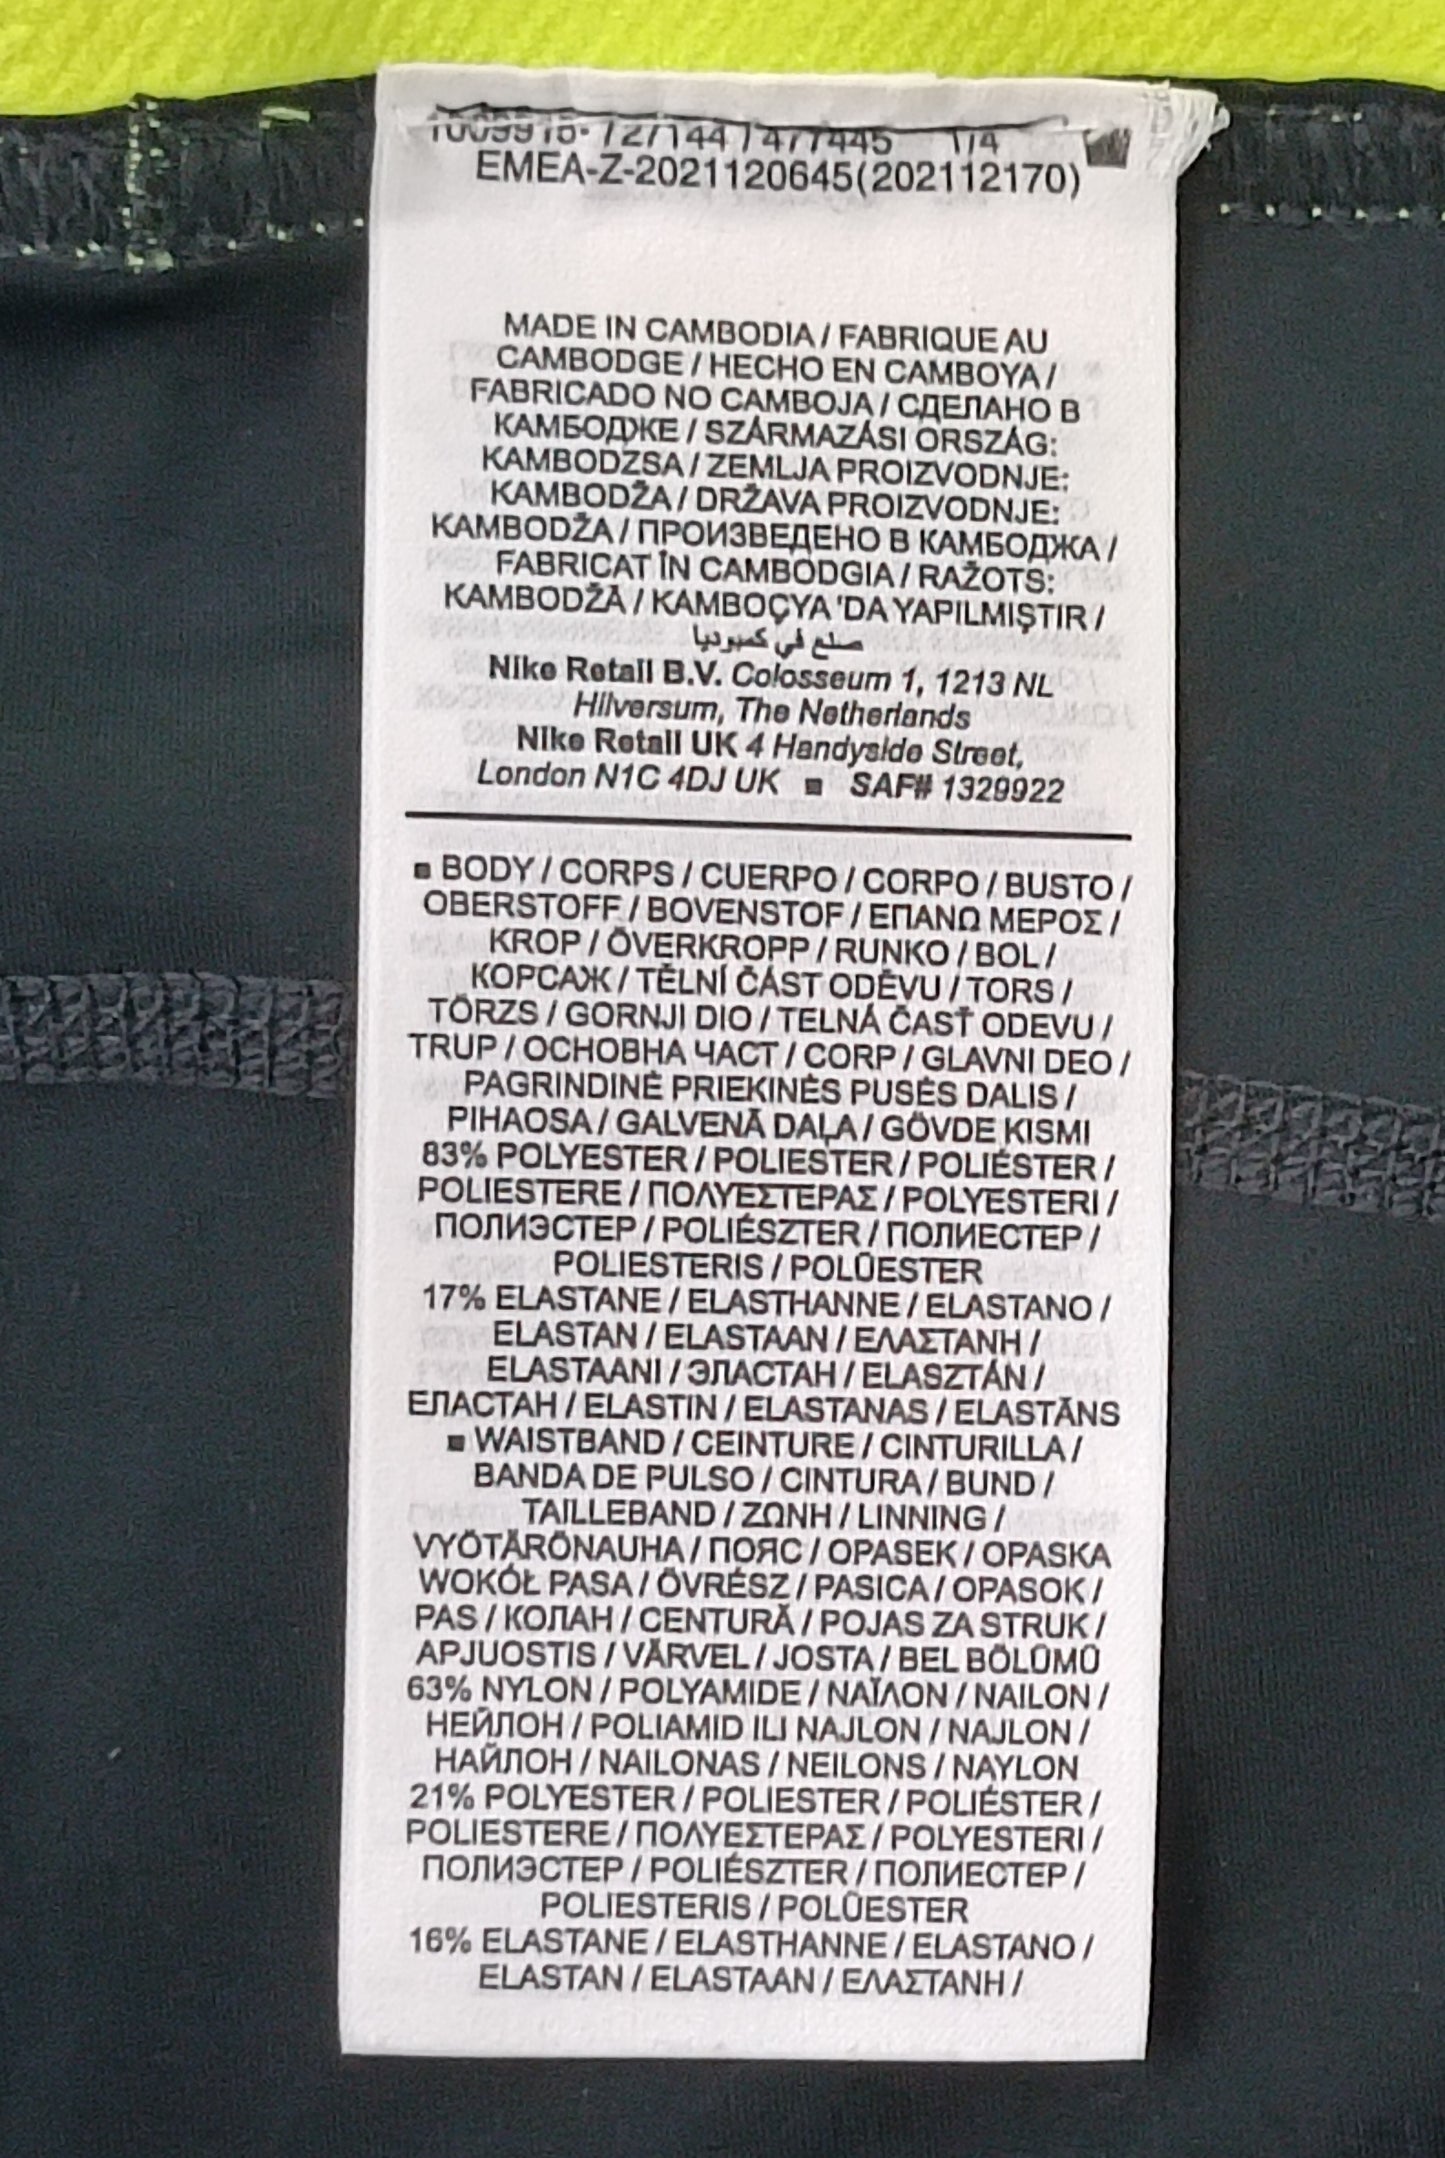 1/4
EMEA-Z-2021120645(202112170)
MADE IN CAMBODIA / FABRIQUE AU
CAMBODGE / HECHO EN CAMBOYA /
FABRICADO NO CAMBOJA / СДЕЛАНО В
КАМБОДЖЕ / SZÁRMAZÁSI ORSZÁG:
KAMBODZSA / ZEMLJA PROIZVODNJE:
KAMBODŽA / DRŽAVA PROIZVODNJE:
KAMBODŽA / ПРОИЗВЕДЕНО В КАМБОДЖА /
FABRICAT ÎN CAMBODGIA / RAŽOTS:
KAMBODŽĀ / KAMBOÇYA 'DA YAPILMIŞTIR /
صنع في كمبوديا
Nike Retail B.V. Colosseum 1, 1213 NL
Hilversum, The Netherlands
Nike Retail UK 4 Handyside Street,
London N1C 4DJ UK ■ SAF# 1329922
■ BODY / CORPS / CUERPO / CORPO / BUSTO /
OBERSTOFF / BOVENSTOF / ΕΠΑΝΩ ΜΕΡΟΣ /
KROP / ÖVERKROPP / RUNKO / BOL /
КОРСАЖ / TĚLNÍ ČÁST ODĚVU / TORS /
TÖRZS / GORNJI DIO / TELNÁ ČASŤ ODEVU /
TRUP / ОСНОВНА ЧАСТ / CORP / GLAVNI DEO /
PAGRINDINĖ PRIEKINĖS PUSĖS DALIS /
PIHAOSA / GALVENĀ DAĻA / GÖVDE KISMI
83% POLYESTER / POLIESTER / POLIÉSTER /
POLIESTERE / ΠΟΛΥΕΣΤΕΡΑΣ / POLYESTERI /
ПОЛИЭСТЕР / POLIÉSZTER / ПОЛИЕСТЕР /
POLIESTERIS / POLÜESTER
17% ELASTANE / ELASTHANNE / ELASTANO /
ELASTAN / ELASTAAN / ΕΛΑΣΤΑΝΗ /
ELASTAANI / ЭЛАСТАН / ELASZTÁN /
ЕЛАСТАН / ELASTIN / ELASTANAS / ELASTĀNS
■ WAISTBAND / CEINTURE / CINTURILLA /
BANDA DE PULSO / CINTURA / BUND /
TAILLEBAND / ΖΩΝΗ / LINNING /
VYÖTÄRÖNAUHA / ПОЯС / OPASEK / OPASKA
WOKÓŁ PASA / ÖVRÉSZ / PASICA / OPASOK /
PAS / КОЛАН / CENTURĂ / POJAS ZA STRUK /
APJUOSTIS / VÄRVEL / JOSTA / BEL BÖLÜMÜ
63% NYLON / POLYAMIDE / ΝΑΪΛΟΝ / NAILON /
НЕЙЛОН / POLIAMID ILI NAJLON / NAJLON /
НАЙЛОН / NAILONAS / NEILONS / NAYLON
21% POLYESTER / POLIESTER / POLIÉSTER /
POLIESTERE / ΠΟΛΥΕΣΤΕΡΑΣ / POLYESTERI /
ПОЛИЭСТЕР / POLIÉSZTER / ПОЛИЕСТЕР /
POLIESTERIS / POLÜESTER
16% ELASTANE / ELASTHANNE / ELASTANO /
ELASTAN / ELASTAAN / ΕΛΑΣΤΑΝΗ /